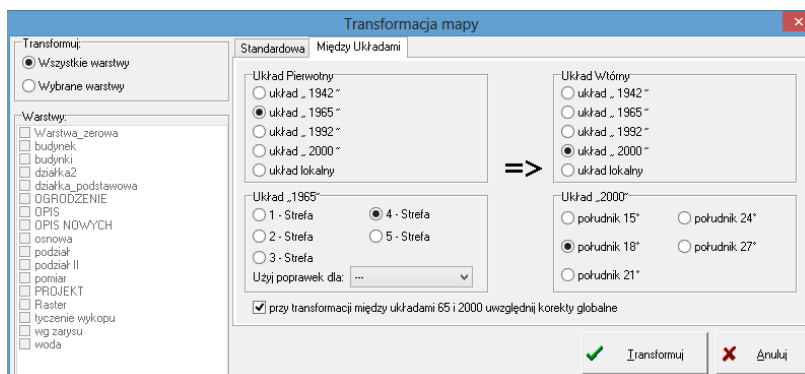 Transformacja mapy
Transformuj:
Wszystkie warstwy
Wybrane warstwy
Warstwy:
Warstwa_zerowa
budynek
budynki
działka2
działka_podstawowa
OGRODZENIE
OPIS
OPIS NOWYCH
osnowa
podział
podział II
pomiar
PROJEKT
Raster
tyczenie wykopu
wg zarysu
woda
Standardowa Między Układami
Układ Pierwotny
układ „ 1942 ”
układ „ 1965 ”
układ „ 1992 ”
układ „ 2000 ”
układ lokalny
=>
Układ Wtórny
układ „ 1942 ”
układ „ 1965 ”
układ „ 1992 ”
układ „ 2000 ”
układ lokalny
Układ „1965”
1 - Strefa 4 - Strefa
2 - Strefa 5 - Strefa
3 - Strefa
Użyj poprawek dla: ---
Układ „2000”
południk 15° południk 24°
południk 18° południk 27°
południk 21°
przy transformacji między układami 65 i 2000 uwzględnij korekty globalne
Transformuj Anuluj